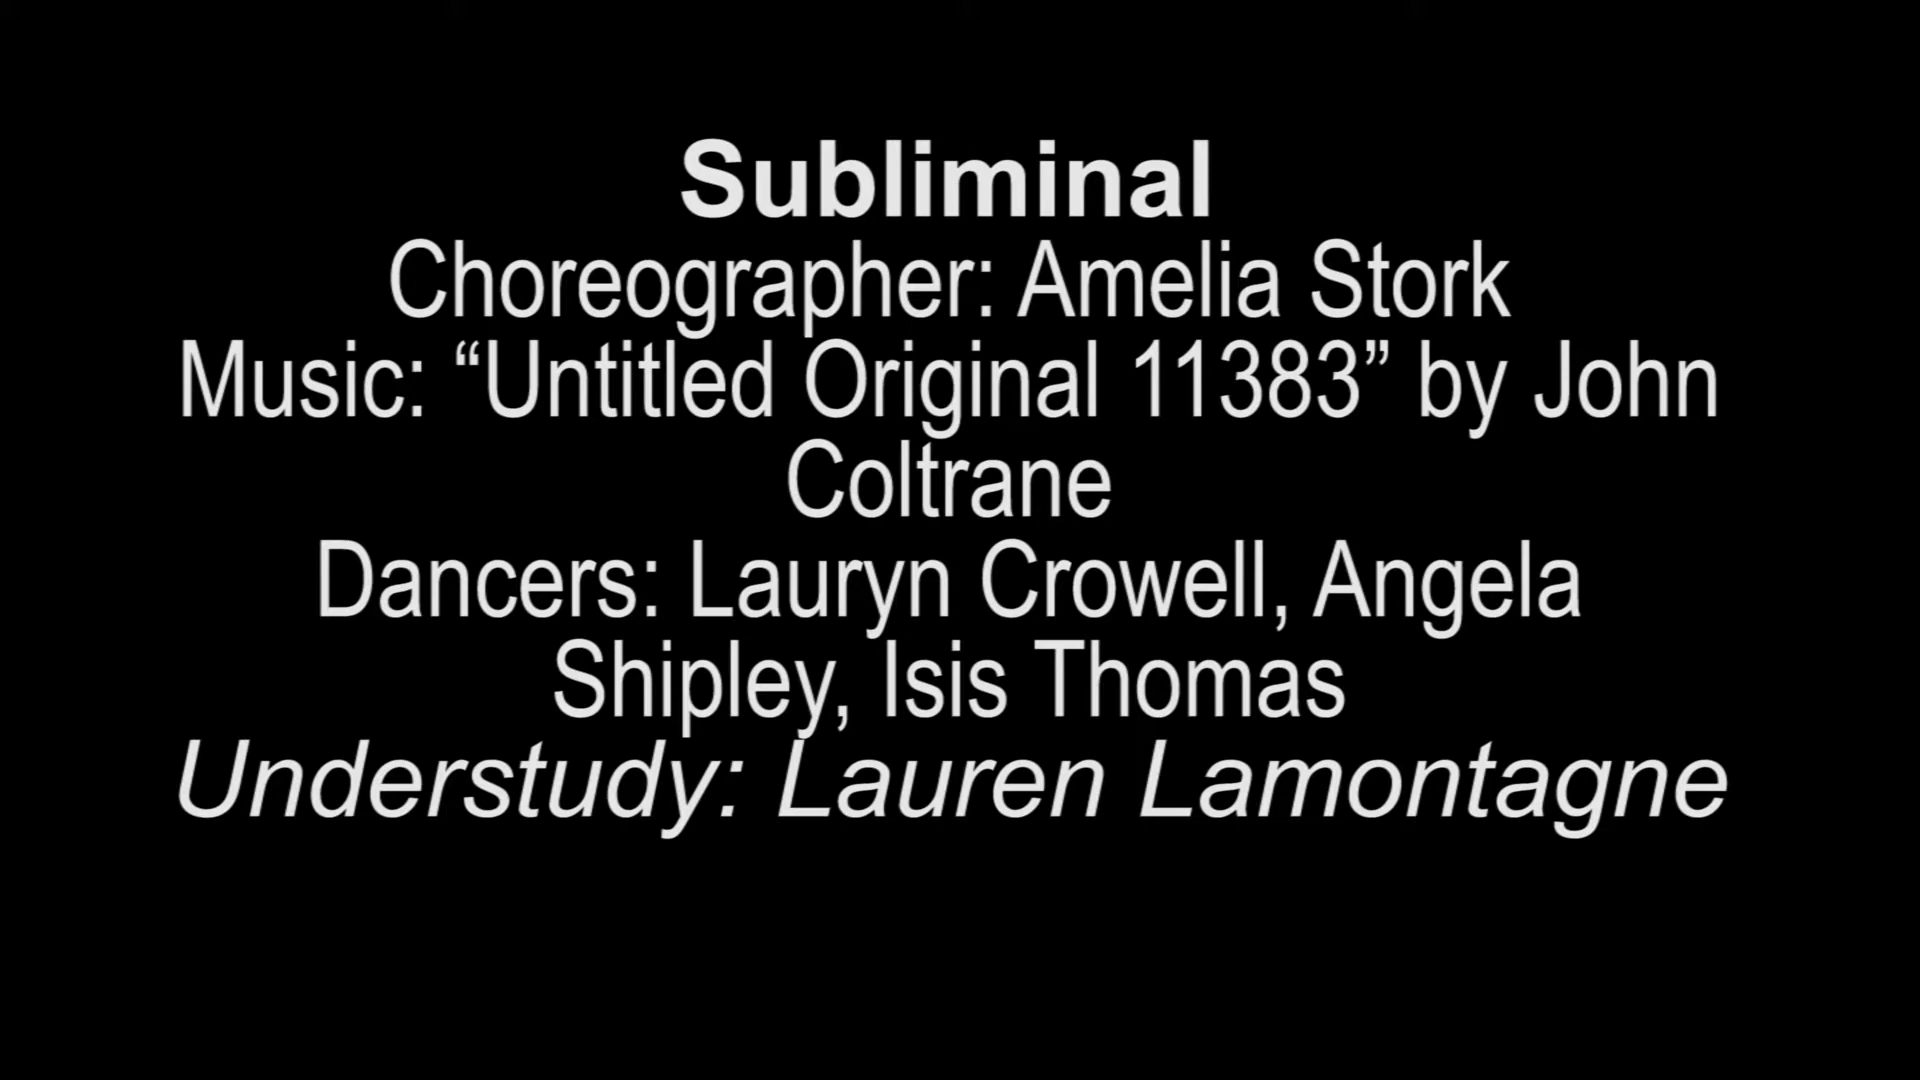 Subliminal
Choreographer: Amelia Stork
Music: “Untitled Original 11383” by John
Coltrane
Dancers: Lauryn Crowell, Angela
Shipley, Isis Thomas
Understudy: Lauren Lamontagne